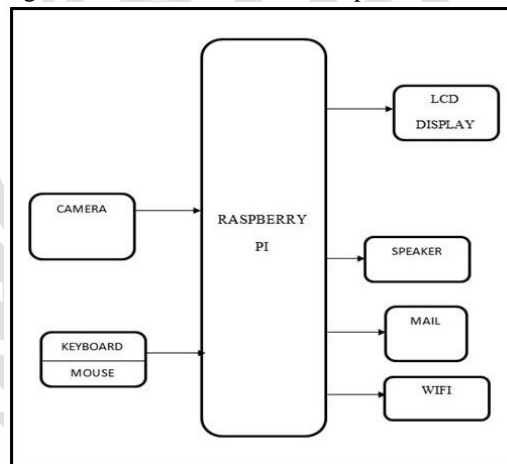 CAMERA
KEYBOARD
MOUSE
RASPBERRY
PI
LCD
DISPLAY
SPEAKER
MAIL
WIFI